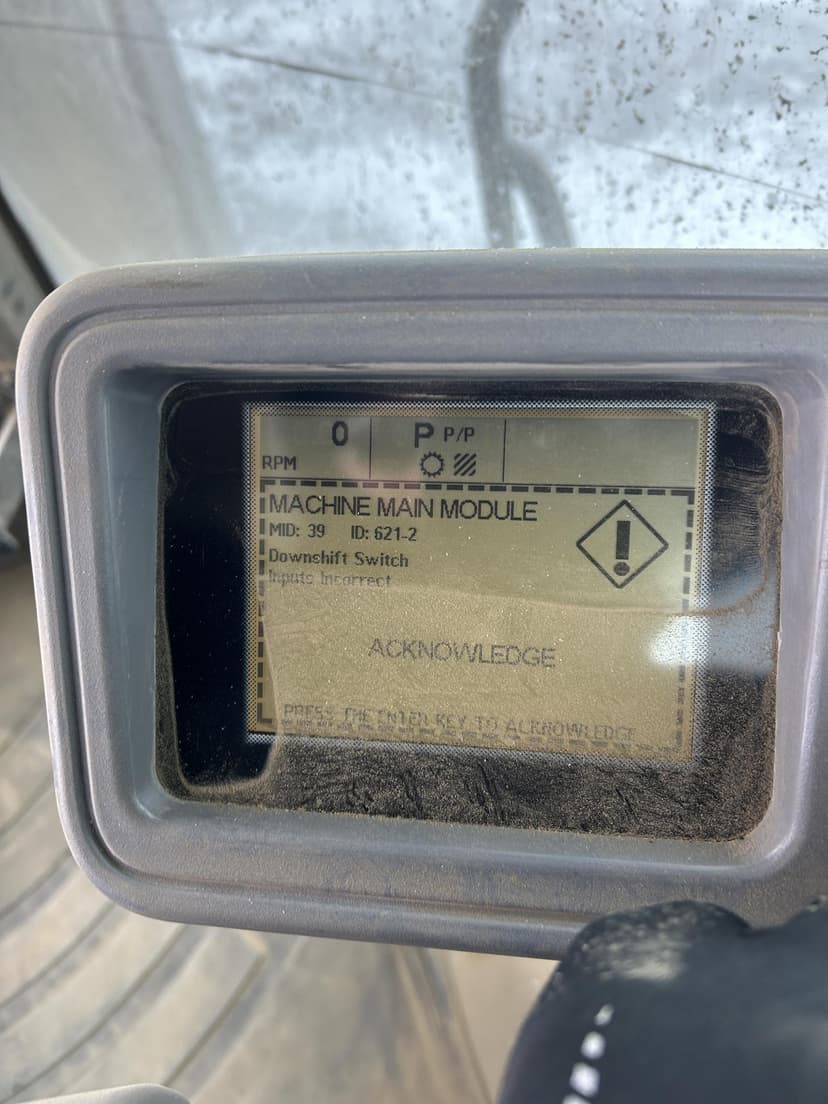 0 P P/P
RPM
MACHINE MAIN MODULE
MID: 39 ID: 621-2
Downshift Switch
Inputs Incorrect
ACKNOWLEDGE
PRESS THE ENTER KEY TO ACKNOWLEDGE